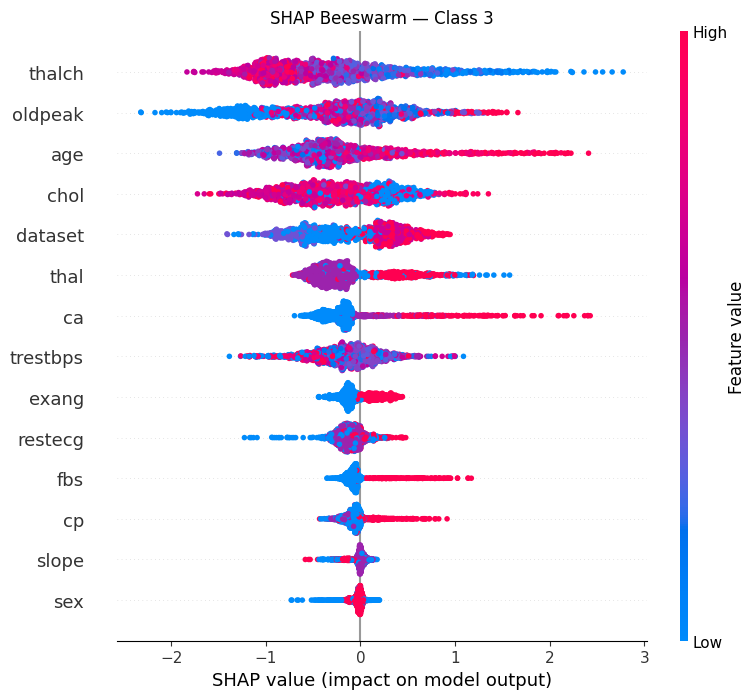 SHAP Beeswarm — Class 3
High
thalch
oldpeak
age
chol
dataset
thal
ca
trestbps
exang
restecg
fbs
cp
slope
sex
Feature value
Low
−2
−1
0
1
2
3
SHAP value (impact on model output)